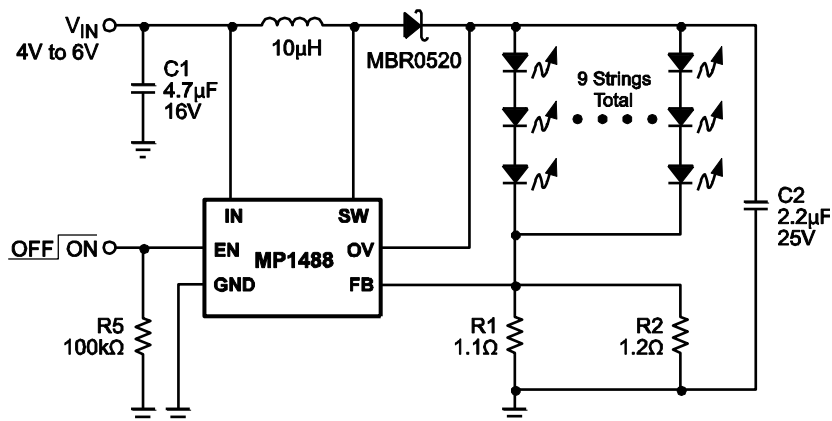 VIN
4V to 6V
C1
4.7µF
16V
10µH
MBR0520
9 Strings
Total
C2
2.2µF
25V
IN
SW
OFF ON
EN
MP1488
OV
GND
FB
R5
100kΩ
R1
1.1Ω
R2
1.2Ω